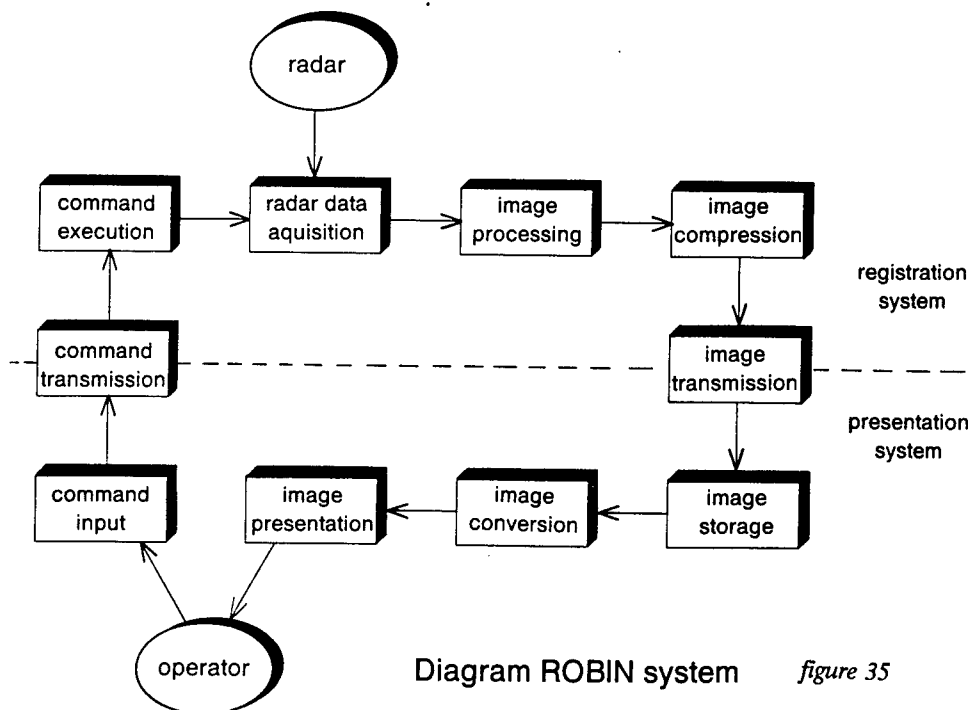 radar
command
execution
radar data
aquisition
image
processing
image
compression
registration
system
command
transmission
image
transmission
presentation
system
command
input
image
presentation
image
conversion
image
storage
operator
Diagram ROBIN system
figure 35